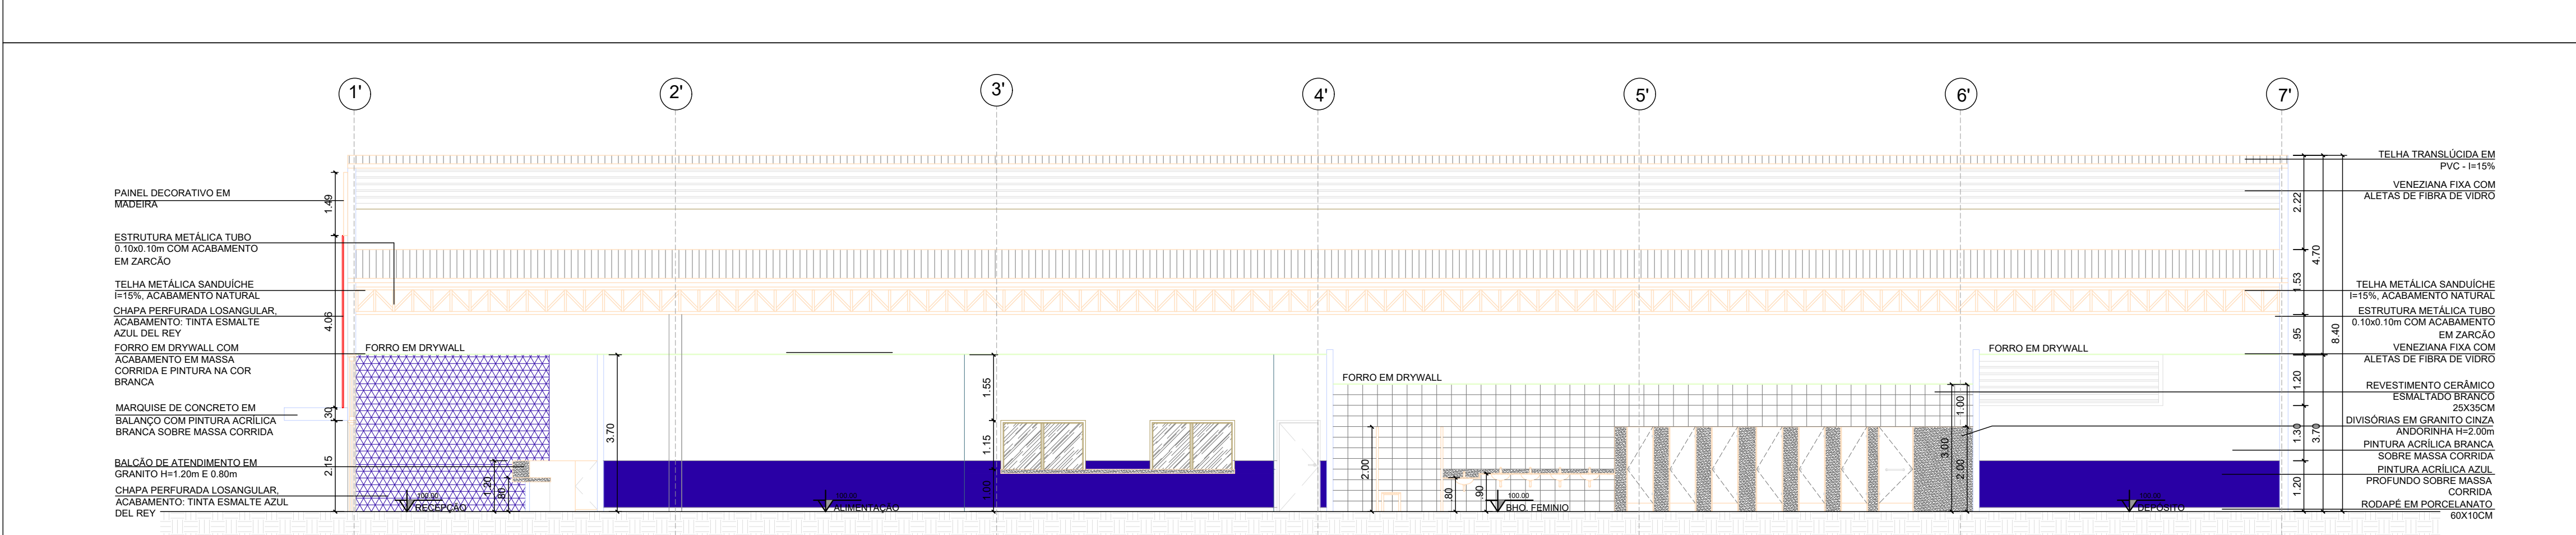 1'
2'
3'
4'
5'
6'
7'
PAINEL DECORATIVO EM
MADEIRA
ESTRUTURA METÁLICA TUBO
0.10x0.10m COM ACABAMENTO
EM ZARCÃO
TELHA METÁLICA SANDUÍCHE
I=15%, ACABAMENTO NATURAL
CHAPA PERFURADA LOSANGULAR,
ACABAMENTO: TINTA ESMALTE
AZUL DEL REY
FORRO EM DRYWALL COM
ACABAMENTO EM MASSA
CORRIDA E PINTURA NA COR
BRANCA
MARQUISE DE CONCRETO EM
BALANÇO COM PINTURA ACRÍLICA
BRANCA SOBRE MASSA CORRIDA
BALCÃO DE ATENDIMENTO EM
GRANITO H=1.20m E 0.80m
CHAPA PERFURADA LOSANGULAR,
ACABAMENTO: TINTA ESMALTE AZUL
DEL REY
1.49
4.06
.30
2.15
FORRO EM DRYWALL
1.20
.80
100.00
RECEPÇÃO
3.70
100.00
ALIMENTAÇÃO
1.55
1.15
1.00
FORRO EM DRYWALL
2.00
.80
.90
100.00
BHO. FEMINIO
1.00
3.00
2.00
FORRO EM DRYWALL
100.00
DEPÓSITO
2.22
1.53
.95
1.20
1.30
1.20
4.70
3.70
8.40
TELHA TRANSLÚCIDA EM
PVC - I=15%
VENEZIANA FIXA COM
ALETAS DE FIBRA DE VIDRO
TELHA METÁLICA SANDUÍCHE
I=15%, ACABAMENTO NATURAL
ESTRUTURA METÁLICA TUBO
0.10x0.10m COM ACABAMENTO
EM ZARCÃO
VENEZIANA FIXA COM
ALETAS DE FIBRA DE VIDRO
REVESTIMENTO CERÂMICO
ESMALTADO BRANCO
25X35CM
DIVISÓRIAS EM GRANITO CINZA
ANDORINHA H=2.00m
PINTURA ACRÍLICA BRANCA
SOBRE MASSA CORRIDA
PINTURA ACRÍLICA AZUL
PROFUNDO SOBRE MASSA
CORRIDA
RODAPÉ EM PORCELANATO
60X10CM